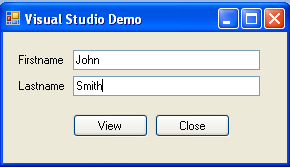 Visual Studio Demo
Firstname John
Lastname Smith
View Close